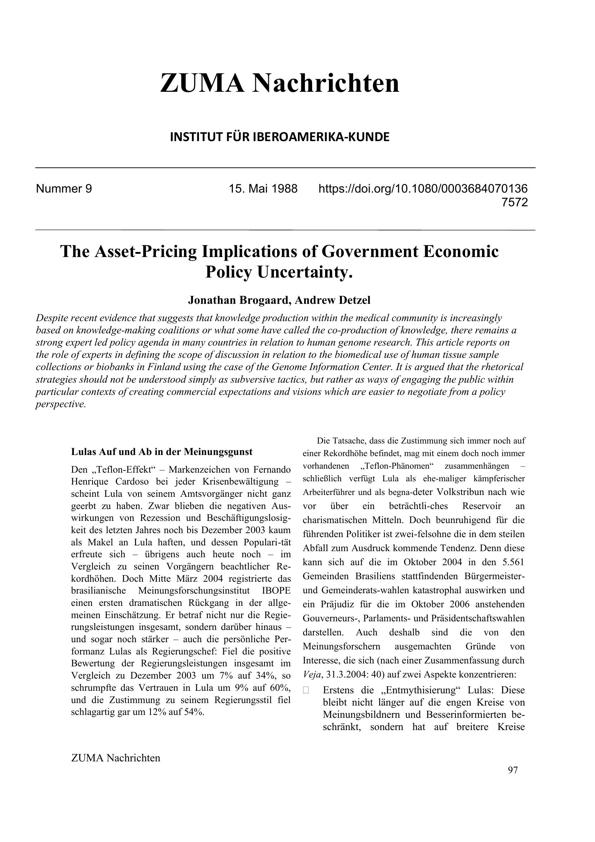 ZUMA Nachrichten
INSTITUT FÜR IBEROAMERIKA-KUNDE
Nummer 9
15. Mai 1988
https://doi.org/10.1080/0003684070136
7572
The Asset-Pricing Implications of Government Economic
Policy Uncertainty.
Jonathan Brogaard, Andrew Detzel
Despite recent evidence that suggests that knowledge production within the medical community is increasingly
based on knowledge-making coalitions or what some have called the co-production of knowledge, there remains a
strong expert led policy agenda in many countries in relation to human genome research. This article reports on
the role of experts in defining the scope of discussion in relation to the biomedical use of human tissue sample
collections or biobanks in Finland using the case of the Genome Information Center. It is argued that the rhetorical
strategies should not be understood simply as subversive tactics, but rather as ways of engaging the public within
particular contexts of creating commercial expectations and visions which are easier to negotiate from a policy
perspective.
Lulas Auf und Ab in der Meinungsgunst
Den „Teflon-Effekt“ – Markenzeichen von Fernando
Henrique Cardoso bei jeder Krisenbewältigung –
scheint Lula von seinem Amtsvorgänger nicht ganz
geerbt zu haben. Zwar blieben die negativen Aus-
wirkungen von Rezession und Beschäftigungslosig-
keit des letzten Jahres noch bis Dezember 2003 kaum
als Makel an Lula haften, und dessen Populari-tät
erfreute sich – übrigens auch heute noch – im
Vergleich zu seinen Vorgängern beachtlicher Re-
kordhöhen. Doch Mitte März 2004 registrierte das
brasilianische Meinungsforschungsinstitut IBOPE
einen ersten dramatischen Rückgang in der allge-
meinen Einschätzung. Er betraf nicht nur die Regie-
rungsleistungen insgesamt, sondern darüber hinaus –
und sogar noch stärker – auch die persönliche Per-
formanz Lulas als Regierungschef: Fiel die positive
Bewertung der Regierungsleistungen insgesamt im
Vergleich zu Dezember 2003 um 7% auf 34%, so
schrumpfte das Vertrauen in Lula um 9% auf 60%,
und die Zustimmung zu seinem Regierungsstil fiel
schlagartig gar um 12% auf 54%.
Die Tatsache, dass die Zustimmung sich immer noch auf
einer Rekordhöhe befindet, mag mit einem doch noch immer
vorhandenen „Teflon-Phänomen“ zusammenhängen –
schließlich verfügt Lula als ehe-maliger kämpferischer
Arbeiterführer und als begna-deter Volkstribun nach wie
vor über ein beträchtli-ches Reservoir an
charismatischen Mitteln. Doch beunruhigend für die
führenden Politiker ist zwei-felsohne die in dem steilen
Abfall zum Ausdruck kommende Tendenz. Denn diese
kann sich auf die im Oktober 2004 in den 5.561
Gemeinden Brasiliens stattfindenden Bürgermeister-
und Gemeinderats-wahlen katastrophal auswirken und
ein Präjudiz für die im Oktober 2006 anstehenden
Gouverneurs-, Parlaments- und Präsidentschaftswahlen
darstellen. Auch deshalb sind die von den
Meinungsforschern ausgemachten Gründe von
Interesse, die sich (nach einer Zusammenfassung durch
Veja, 31.3.2004: 40) auf zwei Aspekte konzentrieren:
Erstens die „Entmythisierung“ Lulas: Diese
bleibt nicht länger auf die engen Kreise von
Meinungsbildnern und Besserinformierten be-
schränkt, sondern hat auf breitere Kreise
ZUMA Nachrichten
97